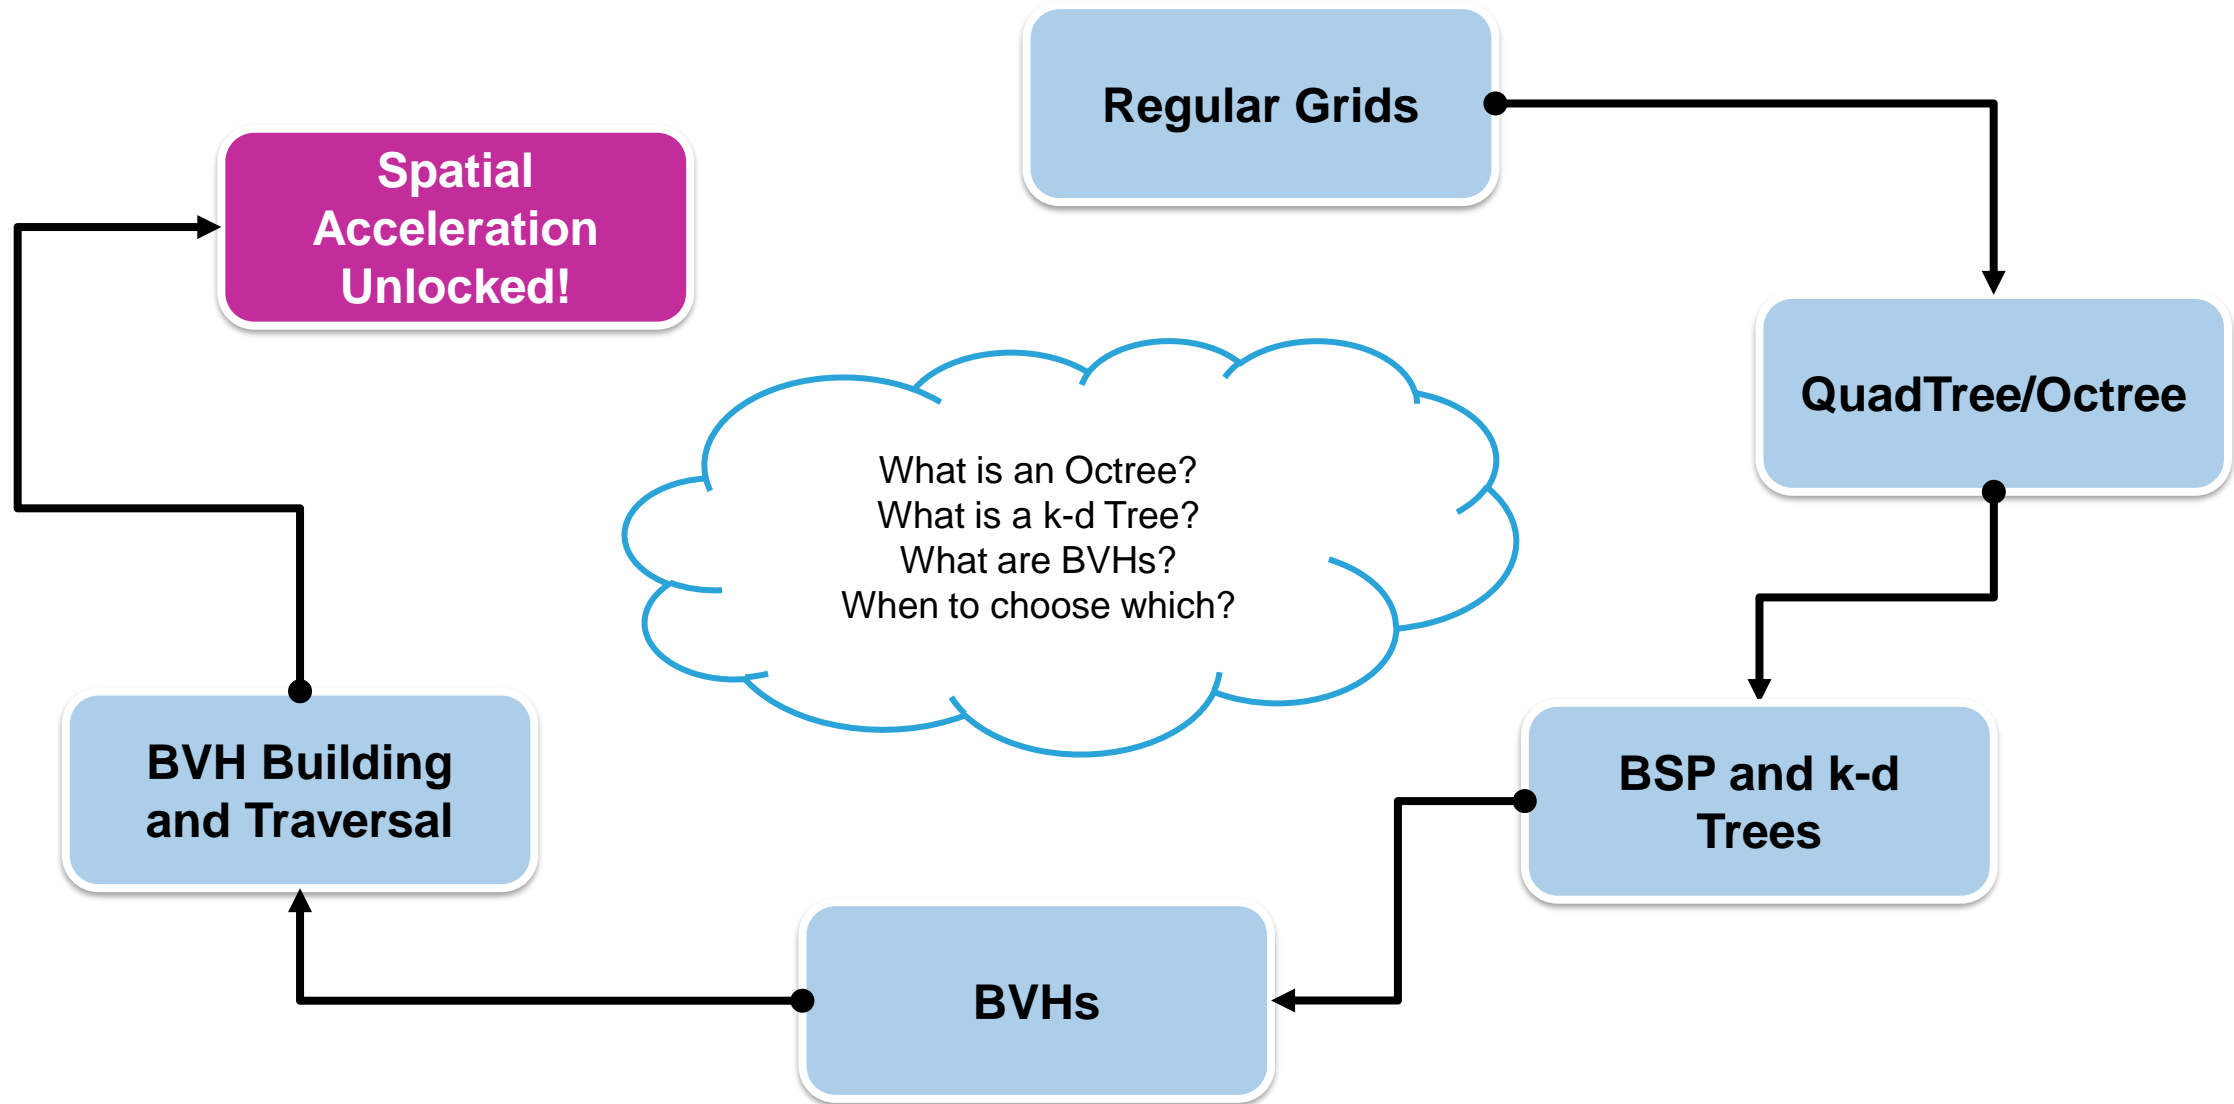 Regular Grids
Spatial
Acceleration
Unlocked!
QuadTree/Octree
What is an Octree?
What is a k-d Tree?
What are BVHs?
When to choose which?
BVH Building
and Traversal
BSP and k-d
Trees
BVHs